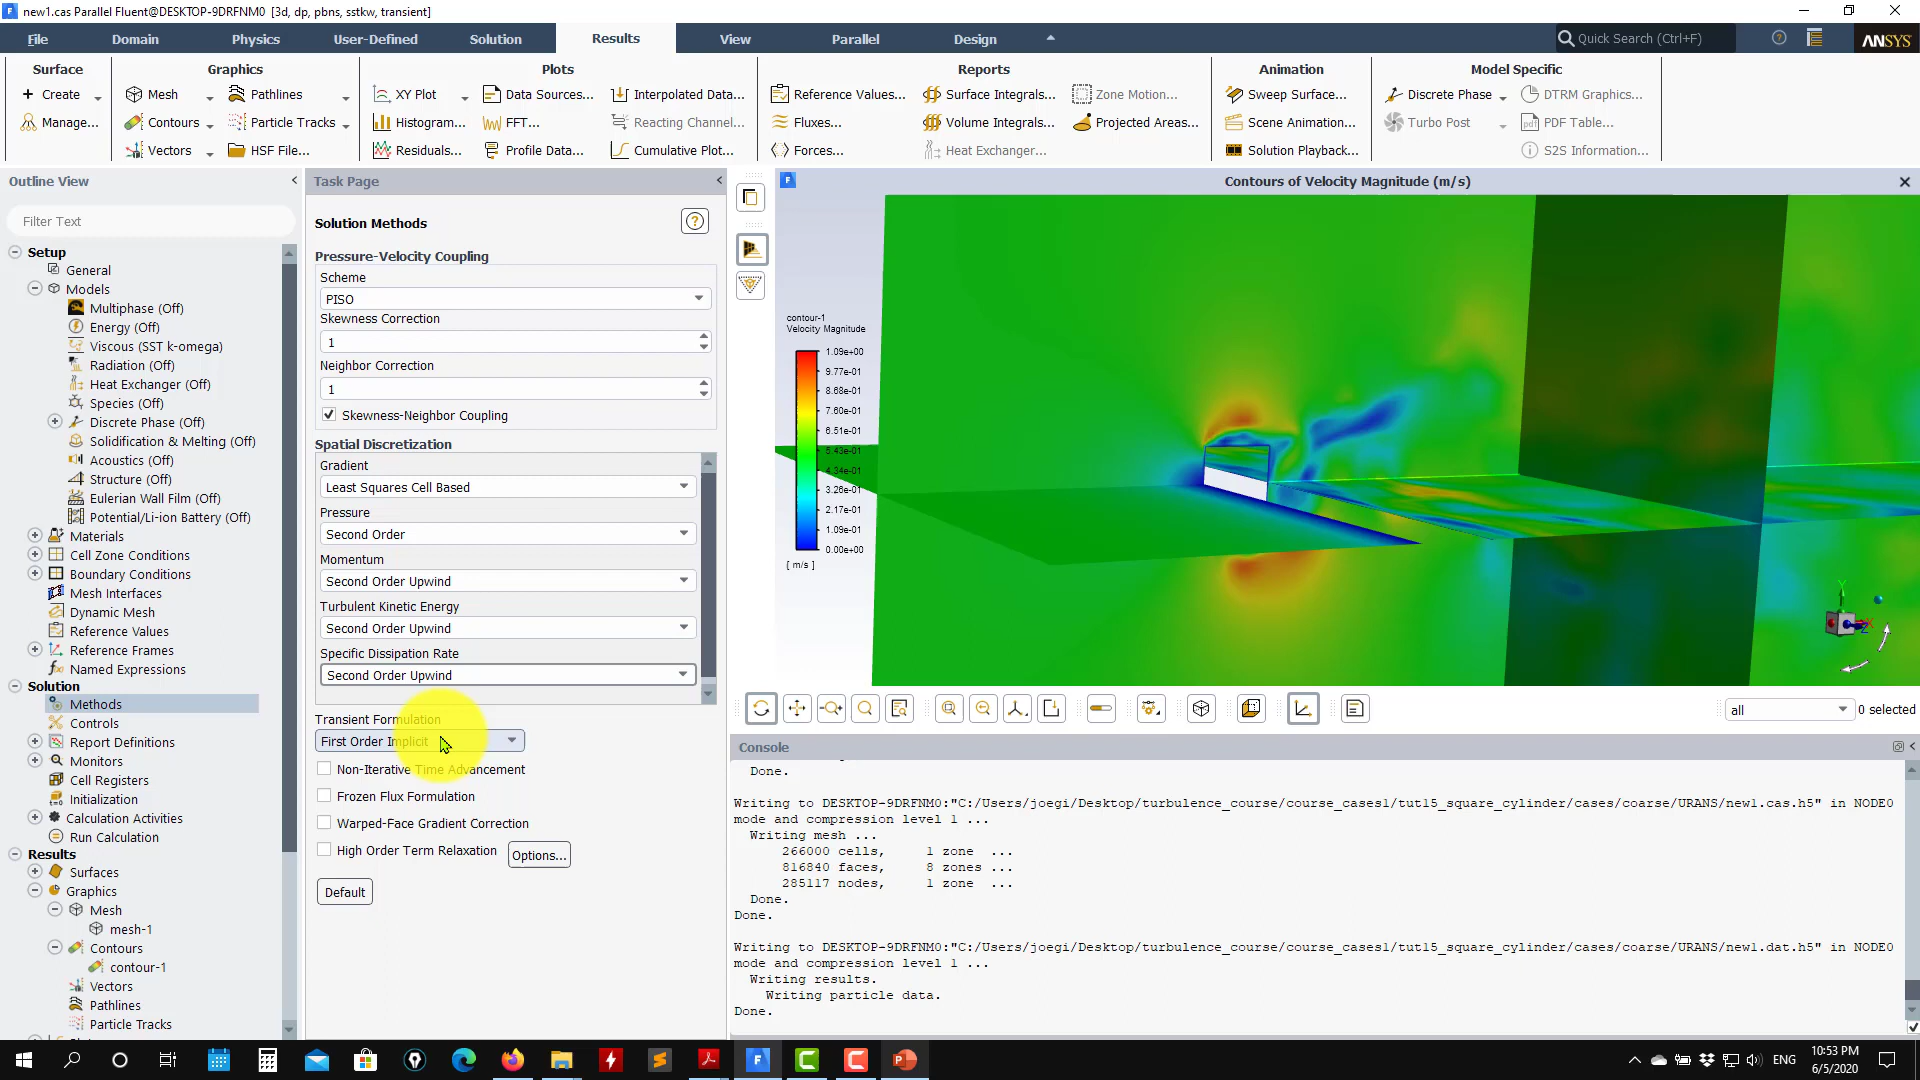 new1.cas Parallel Fluent@DESKTOP-9DRFNM0 [3d, dp, pbns, sstkw, transient]
File Domain Physics User-Defined Solution Results View Parallel Design Quick Search (Ctrl+F) ANSYS
Surface Graphics Plots Reports Animation Model Specific
Create Mesh Pathlines XY Plot Data Sources... Interpolated Data... Reference Values... Surface Integrals... Zone Motion... Sweep Surface... Discrete Phase DTRM Graphics...
Manage... Contours Particle Tracks Histogram... FFT... Reacting Channel... Fluxes... Volume Integrals... Projected Areas... Scene Animation... Turbo Post PDF Table...
Vectors HSF File... Residuals... Profile Data... Cumulative Plot... Forces... Heat Exchanger... Solution Playback... S2S Information...
Outline View
Filter Text
Setup
General
Models
Multiphase (Off)
Energy (Off)
Viscous (SST k-omega)
Radiation (Off)
Heat Exchanger (Off)
Species (Off)
Discrete Phase (Off)
Solidification & Melting (Off)
Acoustics (Off)
Structure (Off)
Eulerian Wall Film (Off)
Potential/Li-ion Battery (Off)
Materials
Cell Zone Conditions
Boundary Conditions
Mesh Interfaces
Dynamic Mesh
Reference Values
Reference Frames
Named Expressions
Solution
Methods
Controls
Report Definitions
Monitors
Cell Registers
Initialization
Calculation Activities
Run Calculation
Results
Surfaces
Graphics
Mesh
mesh-1
Contours
contour-1
Vectors
Pathlines
Particle Tracks
Task Page
Solution Methods
Pressure-Velocity Coupling
Scheme
PISO
Skewness Correction
1
Neighbor Correction
1
Skewness-Neighbor Coupling
Spatial Discretization
Gradient
Least Squares Cell Based
Pressure
Second Order
Momentum
Second Order Upwind
Turbulent Kinetic Energy
Second Order Upwind
Specific Dissipation Rate
Second Order Upwind
Transient Formulation
First Order Implicit
Non-Iterative Time Advancement
Frozen Flux Formulation
Warped-Face Gradient Correction
High Order Term Relaxation Options...
Default
Contours of Velocity Magnitude (m/s)
contour-1
Velocity Magnitude
1.09e+00
9.77e-01
8.68e-01
7.60e-01
6.51e-01
5.43e-01
4.34e-01
3.26e-01
2.17e-01
1.09e-01
0.00e+00
[ m/s ]
Y
X
Z
all 0 selected
Console
Done.
Writing to DESKTOP-9DRFNM0:"C:/Users/joegi/Desktop/turbulence_course/course_cases1/tut15_square_cylinder/cases/coarse/URANS/new1.cas.h5" in NODE0
mode and compression level 1 ...
Writing mesh ...
266000 cells, 1 zone ...
816840 faces, 8 zones ...
285117 nodes, 1 zone ...
Done.
Done.
Writing to DESKTOP-9DRFNM0:"C:/Users/joegi/Desktop/turbulence_course/course_cases1/tut15_square_cylinder/cases/coarse/URANS/new1.dat.h5" in NODE0
mode and compression level 1 ...
Writing results.
Writing particle data.
Done.
ENG
10:53 PM
6/5/2020